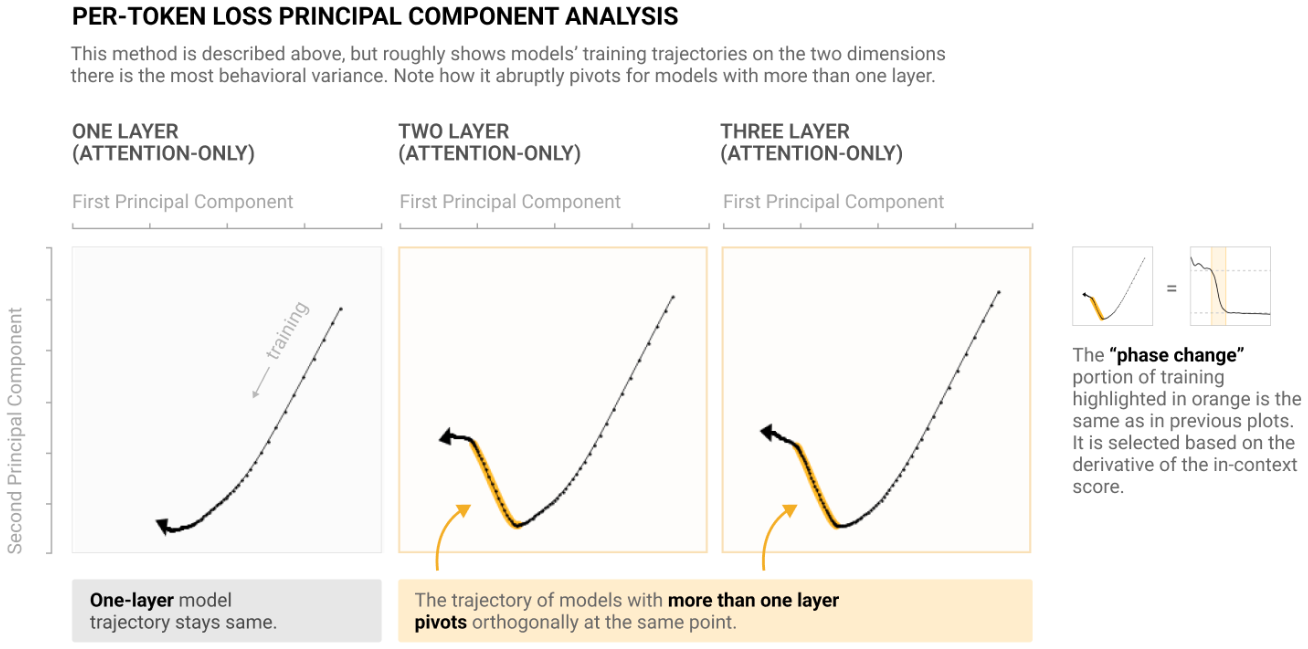 PER-TOKEN LOSS PRINCIPAL COMPONENT ANALYSIS
This method is described above, but roughly shows models’ training trajectories on the two dimensions
there is the most behavioral variance. Note how it abruptly pivots for models with more than one layer.
ONE LAYER
(ATTENTION-ONLY)
TWO LAYER
(ATTENTION-ONLY)
THREE LAYER
(ATTENTION-ONLY)
First Principal Component
First Principal Component
First Principal Component
Second Principal Component
training
=
The “phase change”
portion of training
highlighted in orange is the
same as in previous plots.
It is selected based on the
derivative of the in-context
score.
One-layer model
trajectory stays same.
The trajectory of models with more than one layer
pivots orthogonally at the same point.